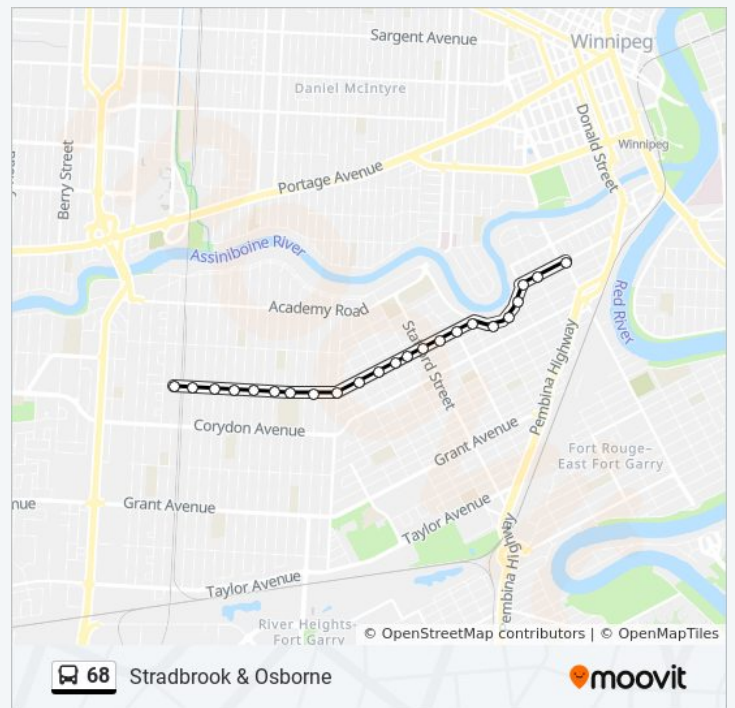 Sargent Avenue
Winnipeg
Daniel McIntyre
Donald Street
Winnipeg
Berry Street
Portage Avenue
Assiniboine River
Red River
Academy Road
Stafford Street
Pembina Highway
Corydon Avenue
Grant Avenue
Fort Rouge–
East Fort Garry
Grant Avenue
nue
Taylor Avenue
Pembina Highway
Taylor Avenue
River Heights–
Fort Garry
© OpenStreetMap contributors | © OpenMapTiles
68 Stradbrook & Osborne
moovit